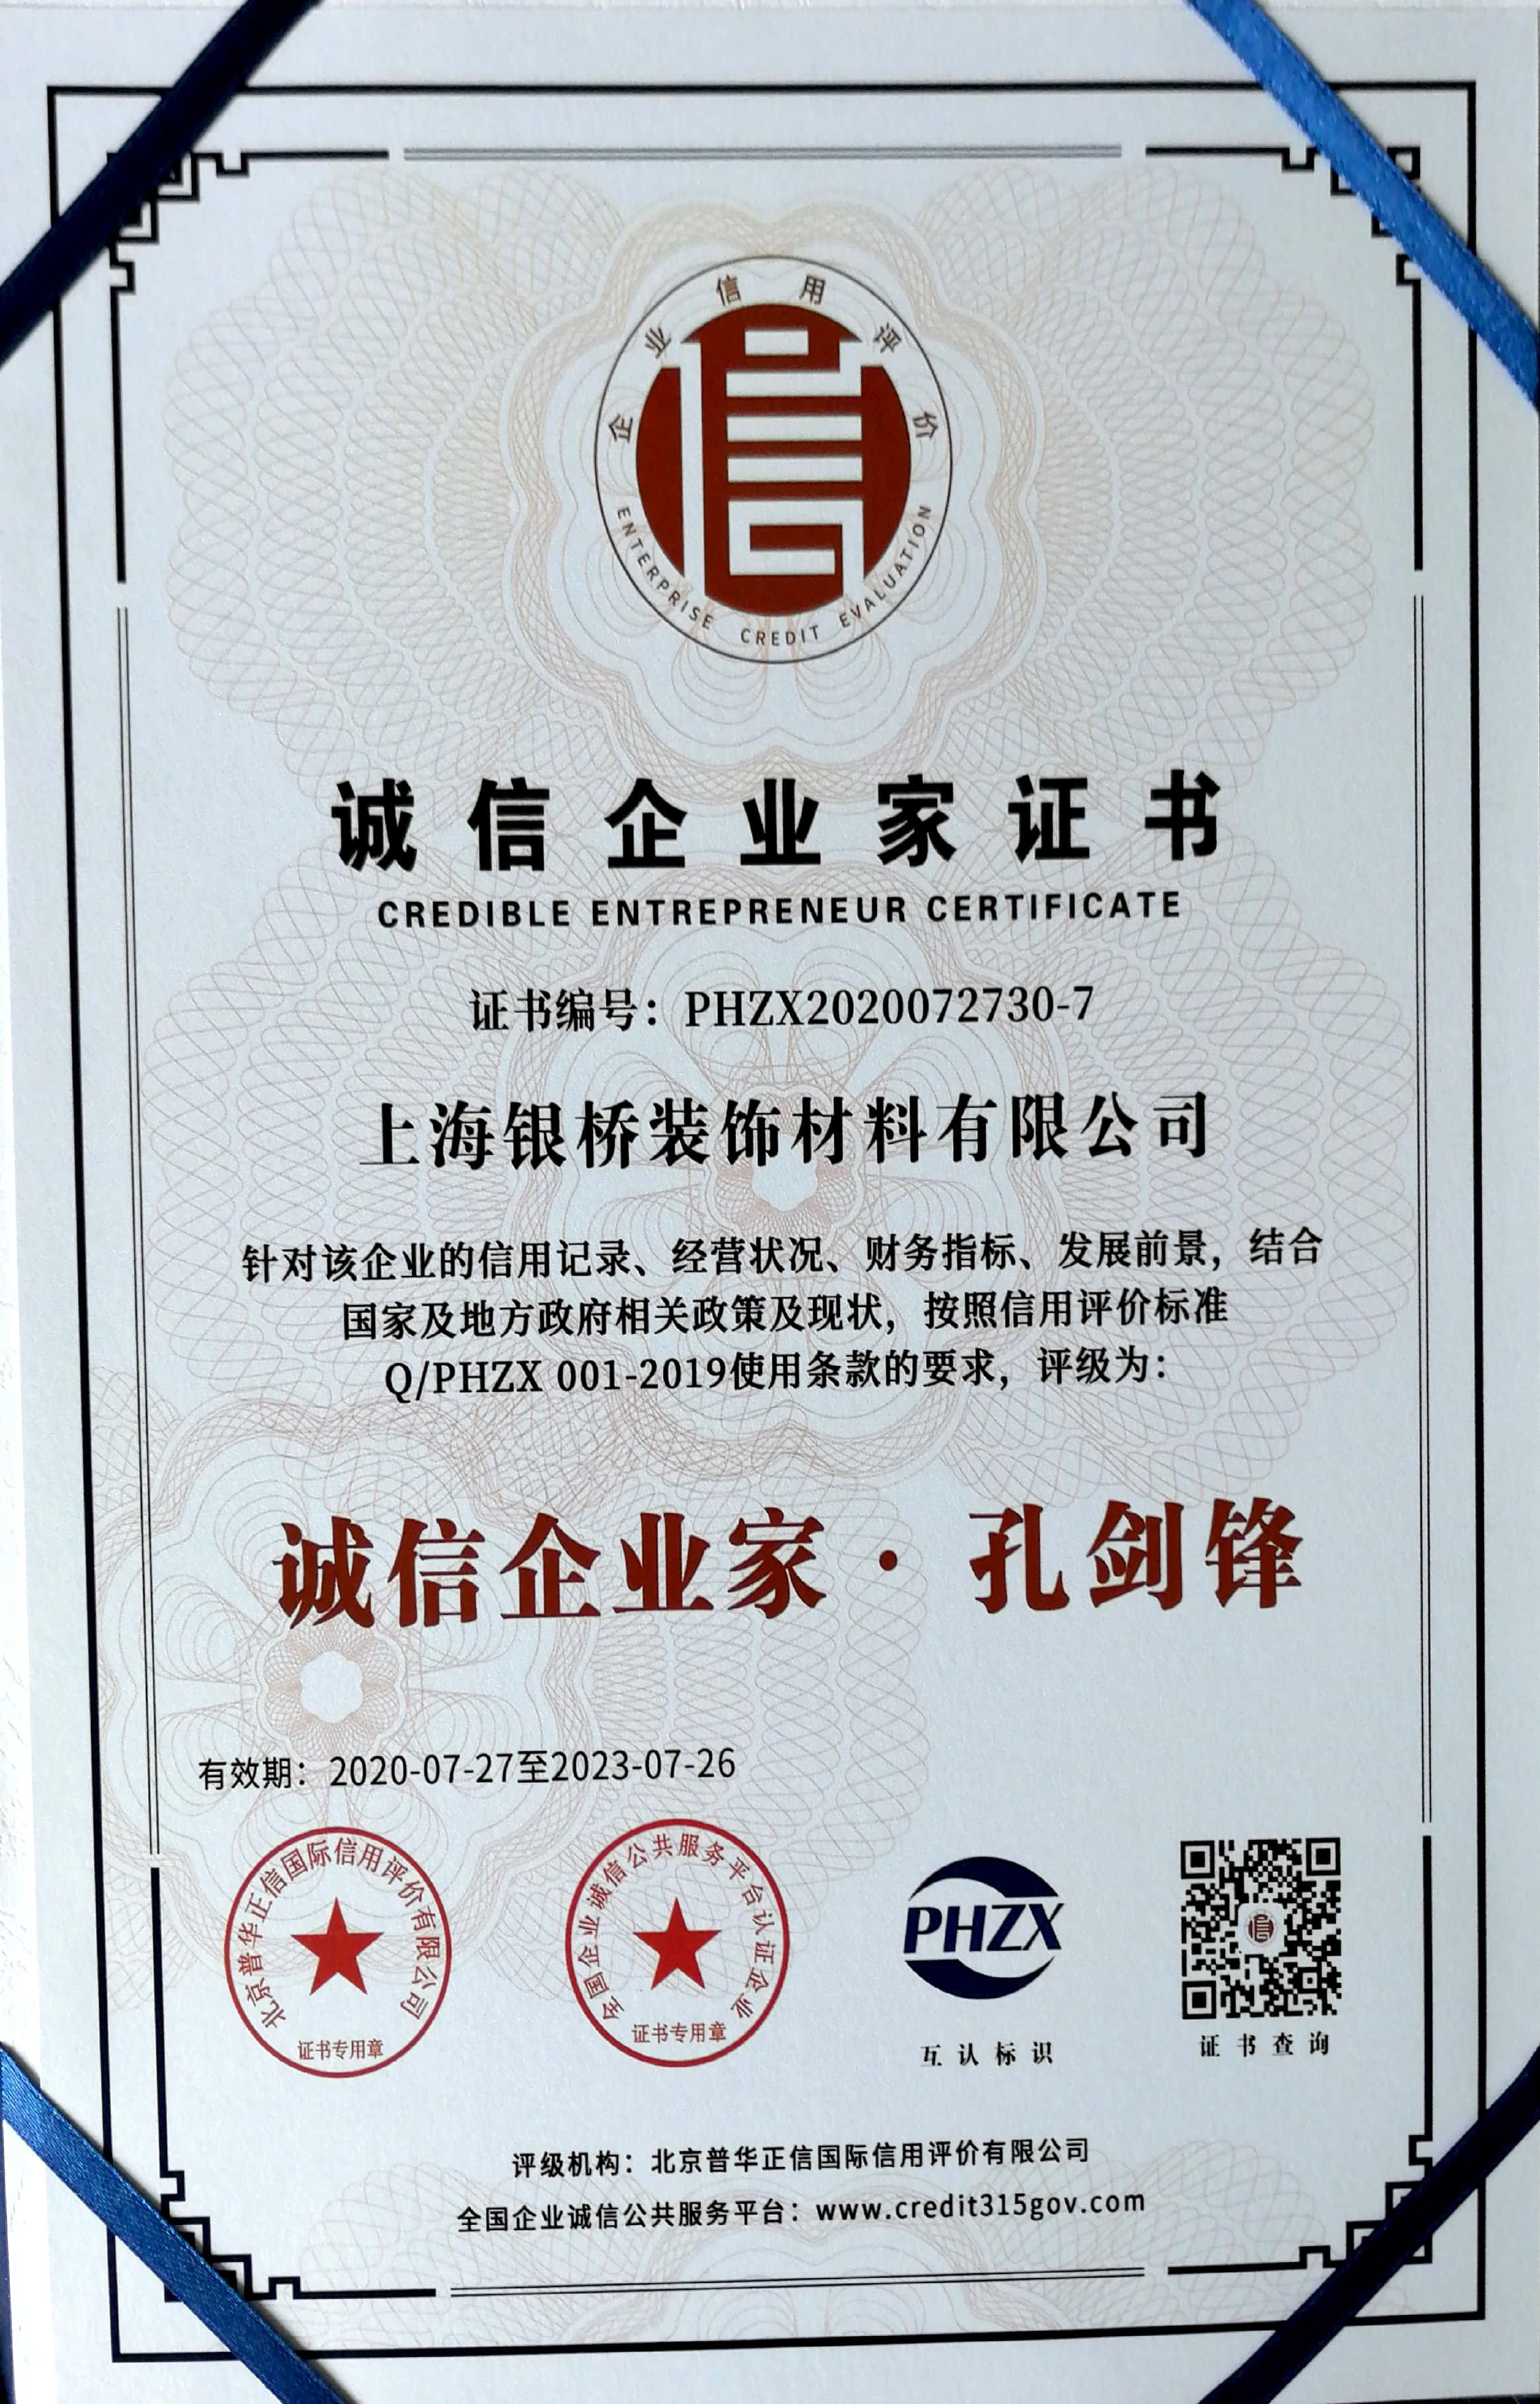 企业信用评价
信
ENTERPRISE CREDIT EVALUATION
诚信企业家证书
CREDIBLE ENTREPRENEUR CERTIFICATE
证书编号：PHZX2020072730-7
上海银桥装饰材料有限公司
针对该企业的信用记录、经营状况、财务指标、发展前景，结合
国家及地方政府相关政策及现状，按照信用评价标准
Q/PHZX 001-2019使用条款的要求，评级为：
诚信企业家·孔剑锋
有效期：2020-07-27至2023-07-26
北京普华正信国际信用评价有限公司
证书专用章
全国企业诚信公共服务平台认证企业
证书专用章
PHZX
互认标识
证书查询
评级机构：北京普华正信国际信用评价有限公司
全国企业诚信公共服务平台：www.credit315gov.com